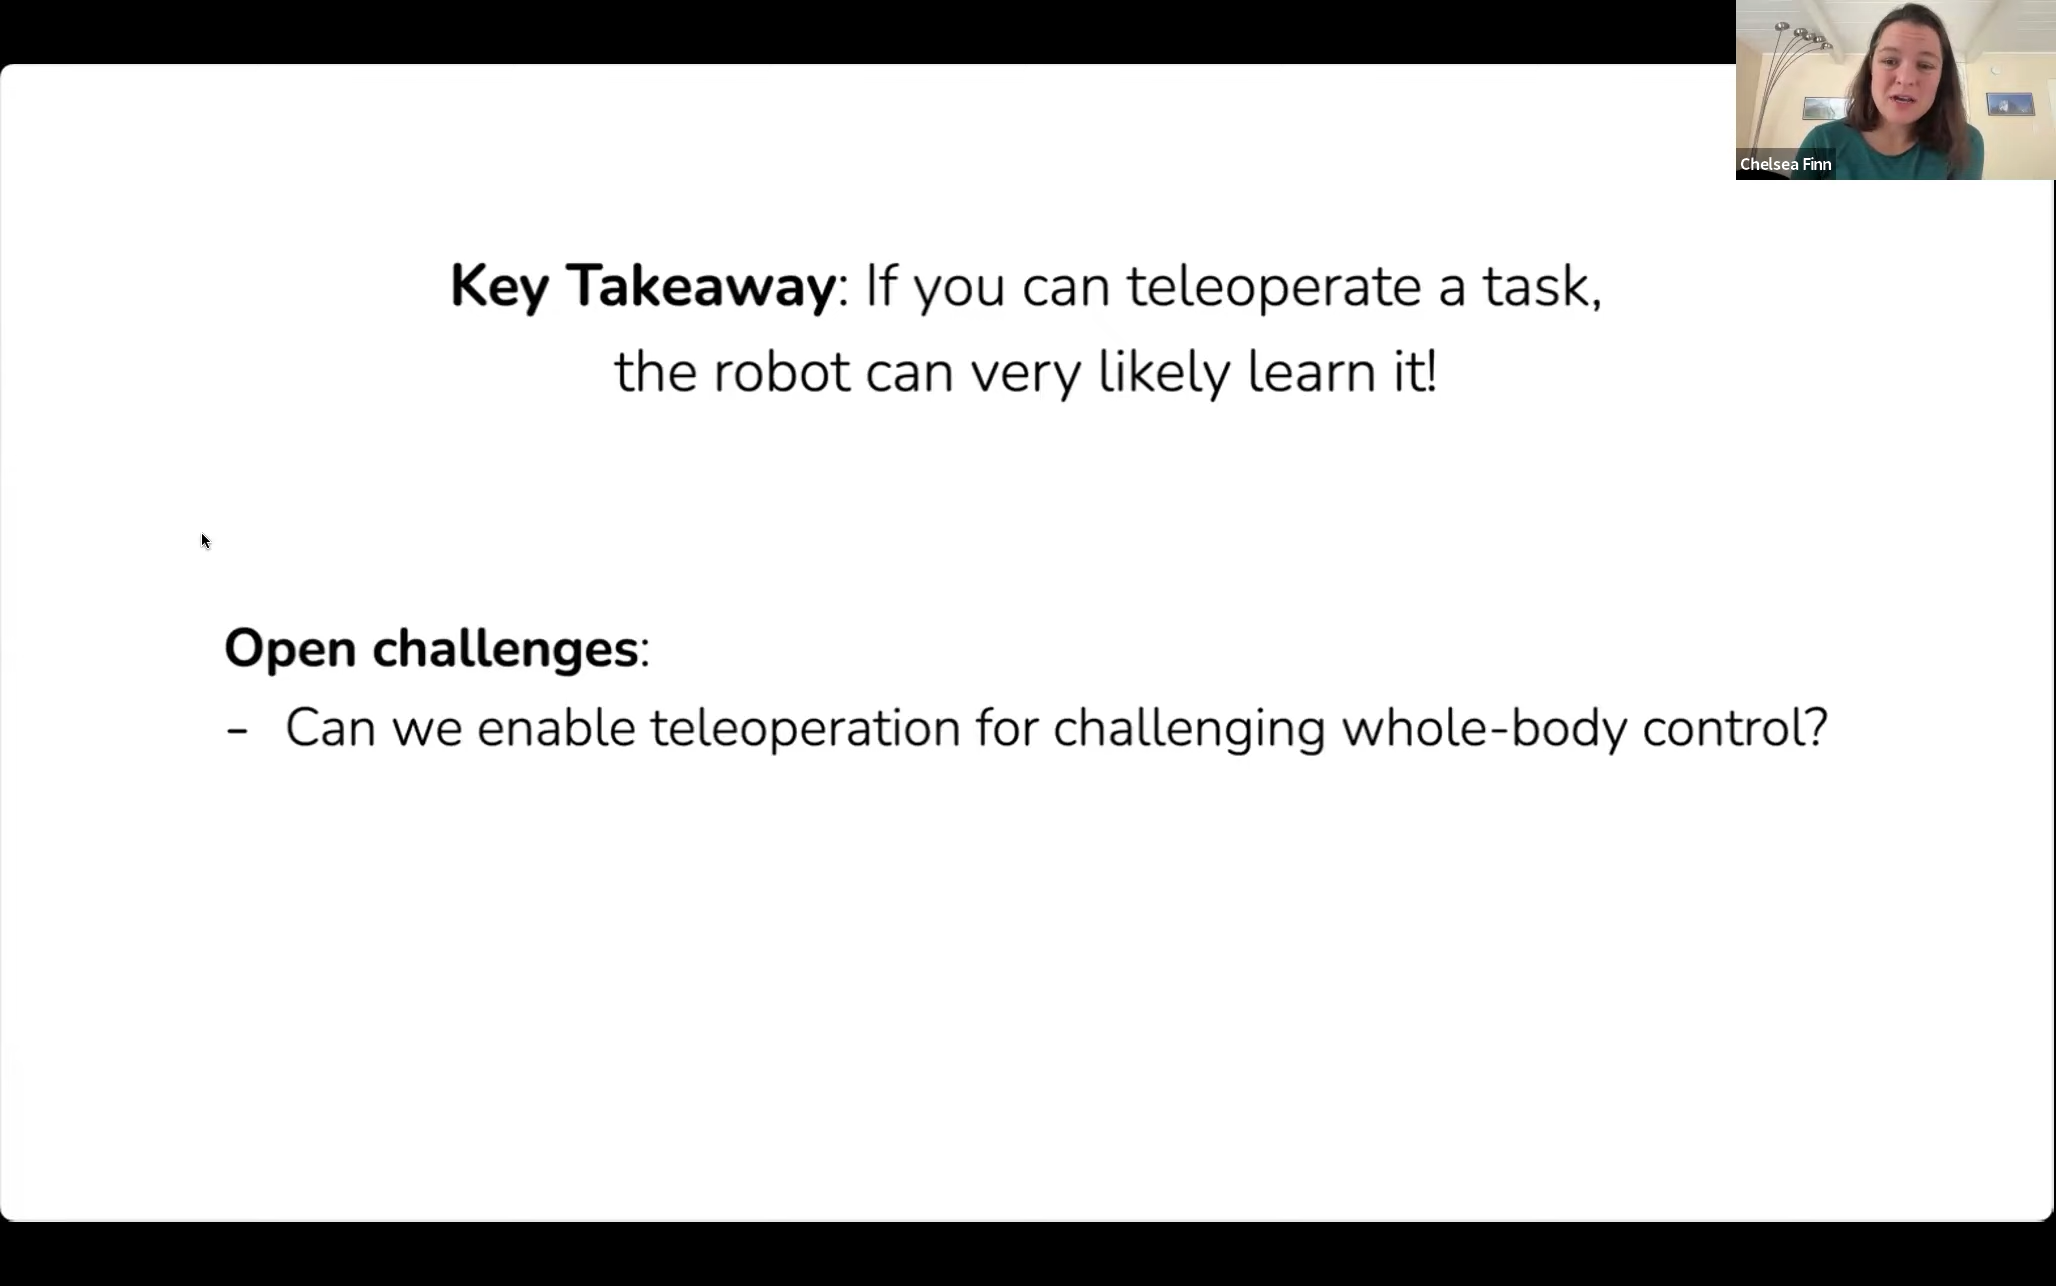 Chelsea Finn
Key Takeaway: If you can teleoperate a task,
the robot can very likely learn it!
Open challenges:
- Can we enable teleoperation for challenging whole-body control?